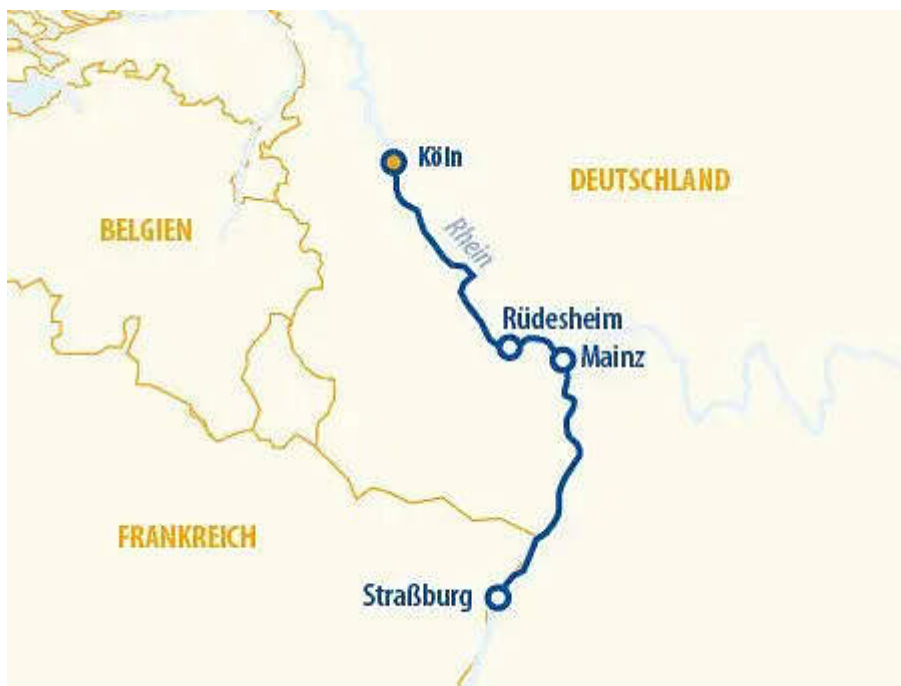 Köln
DEUTSCHLAND
BELGIEN
Rhein
Rüdesheim
Mainz
FRANKREICH
Straßburg